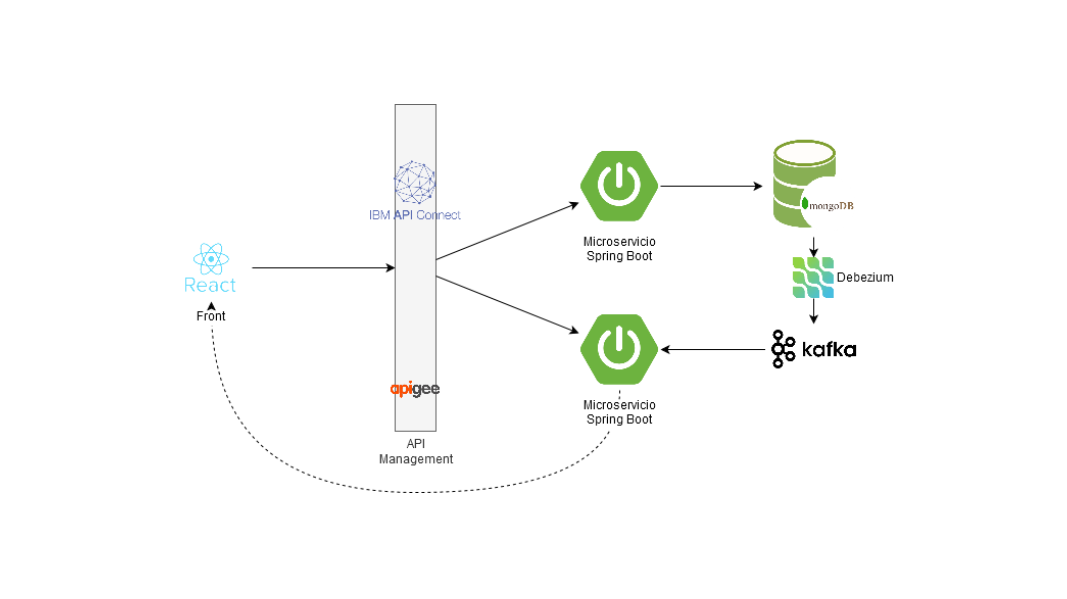 IBM API Connect
React
Front
apigee
API
Management
Microservicio
Spring Boot
mongoDB
Debezium
kafka
Microservicio
Spring Boot